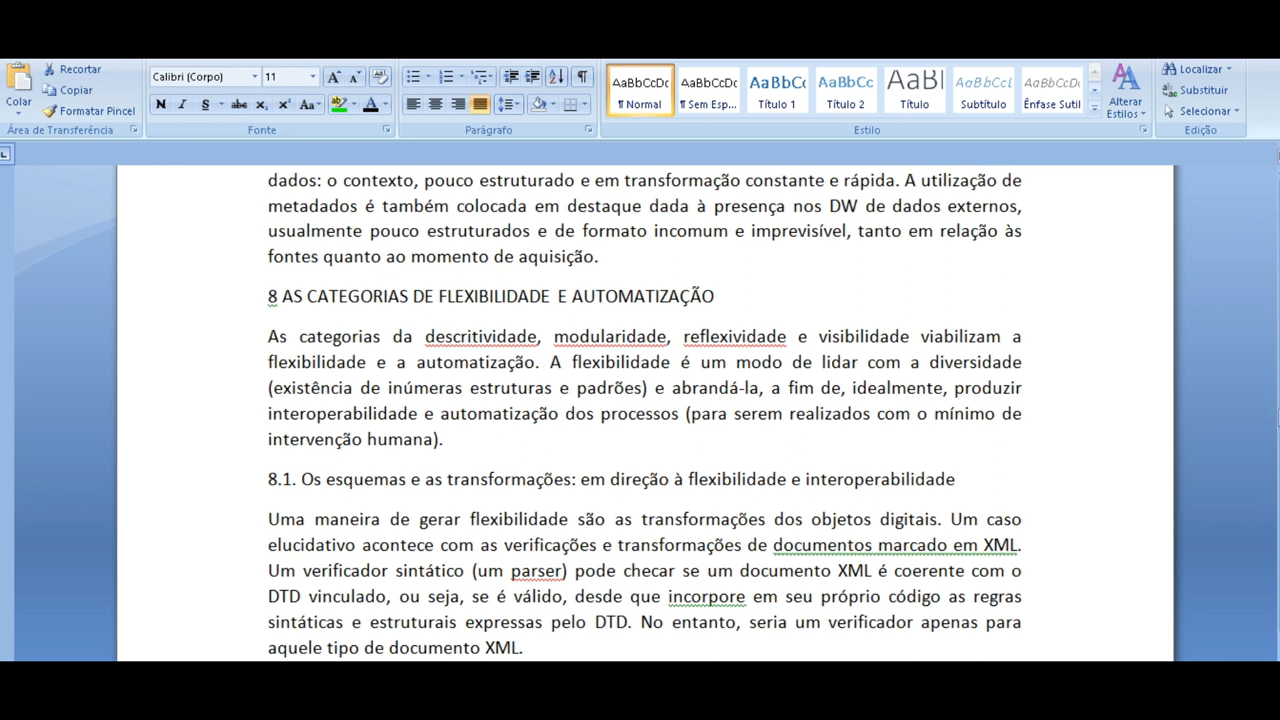 Recortar
Copiar
Colar
Formatar Pincel
Área de Transferência
Calibri (Corpo) 11
N I S abc x₂ x² Aa
A
Fonte
Parágrafo
AaBbCcDc AaBbCcDc AaBbCc AaBbCc AaBl AaBbCcL AaBbCcDc
¶ Normal ¶ Sem Esp... Título 1 Título 2 Título Subtítulo Ênfase Sutil
Alterar
Estilos
Estilo
Localizar
Substituir
Selecionar
Edição
dados: o contexto, pouco estruturado e em transformação constante e rápida. A utilização de
metadados é também colocada em destaque dada à presença nos DW de dados externos,
usualmente pouco estruturados e de formato incomum e imprevisível, tanto em relação às
fontes quanto ao momento de aquisição.
8 AS CATEGORIAS DE FLEXIBILIDADE E AUTOMATIZAÇÃO
As categorias da descritividade, modularidade, reflexividade e visibilidade viabilizam a
flexibilidade e a automatização. A flexibilidade é um modo de lidar com a diversidade
(existência de inúmeras estruturas e padrões) e abrandá-la, a fim de, idealmente, produzir
interoperabilidade e automatização dos processos (para serem realizados com o mínimo de
intervenção humana).
8.1. Os esquemas e as transformações: em direção à flexibilidade e interoperabilidade
Uma maneira de gerar flexibilidade são as transformações dos objetos digitais. Um caso
elucidativo acontece com as verificações e transformações de documentos marcado em XML.
Um verificador sintático (um parser) pode checar se um documento XML é coerente com o
DTD vinculado, ou seja, se é válido, desde que incorpore em seu próprio código as regras
sintáticas e estruturais expressas pelo DTD. No entanto, seria um verificador apenas para
aquele tipo de documento XML.